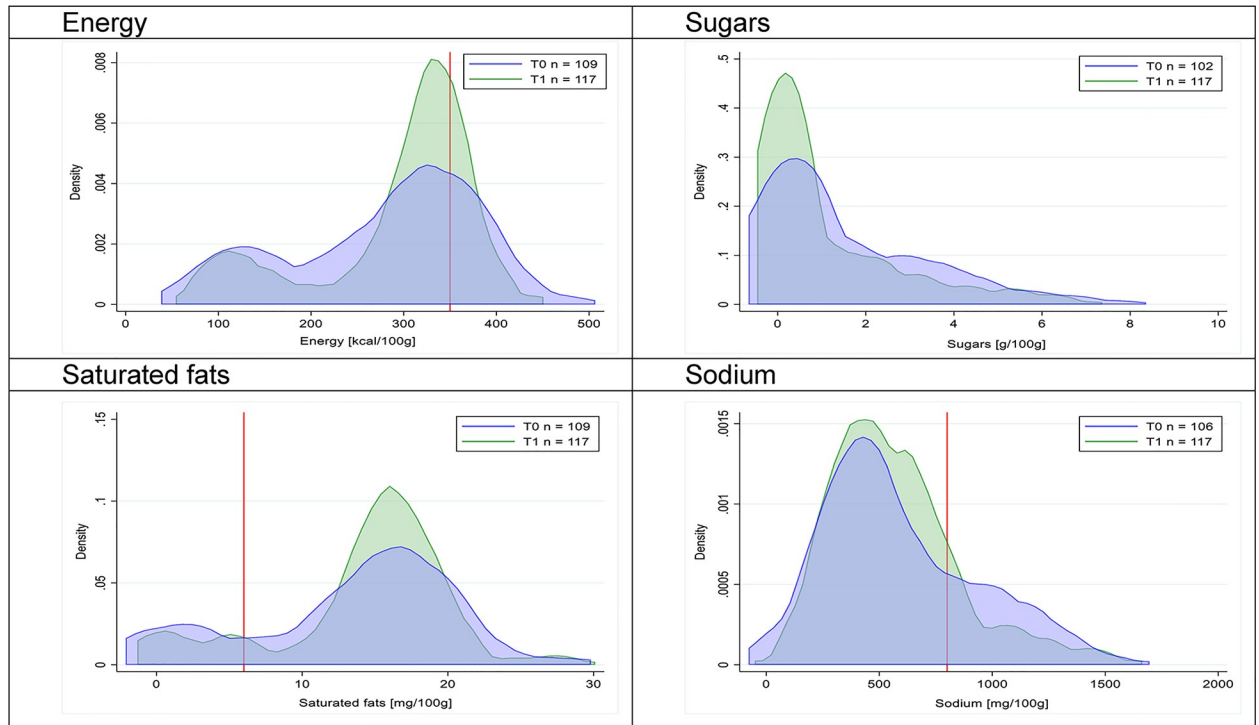 Energy
Sugars
.008
.006
.004
.002
0
Density
T0 n = 109
T1 n = 117
0 100 200 300 400 500
Energy [kcal/100g]
.5
.4
.3
.2
.1
0
Density
T0 n = 102
T1 n = 117
0 2 4 6 8 10
Sugars [g/100g]
Saturated fats
Sodium
.15
.1
.05
0
Density
T0 n = 109
T1 n = 117
0 10 20 30
Saturated fats [mg/100g]
.0015
.001
.0005
0
Density
T0 n = 106
T1 n = 117
0 500 1000 1500 2000
Sodium [mg/100g]